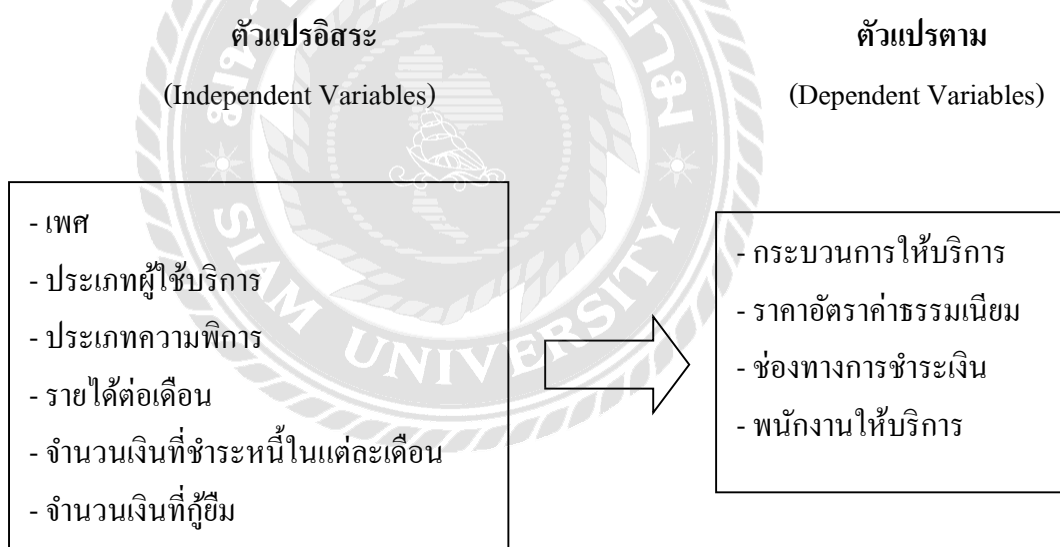 ตัวแปรอิสระ
(Independent Variables)
- เพศ
- ประเภทผู้ใช้บริการ
- ประเภทความพิการ
- รายได้ต่อเดือน
- จำนวนเงินที่ชำระหนี้ในแต่ละเดือน
- จำนวนเงินที่กู้ยืม
ตัวแปรตาม
(Dependent Variables)
- กระบวนการให้บริการ
- ราคาอัตราค่าธรรมเนียม
- ช่องทางการชำระเงิน
- พนักงานให้บริการ
SIAM UNIVERSITY